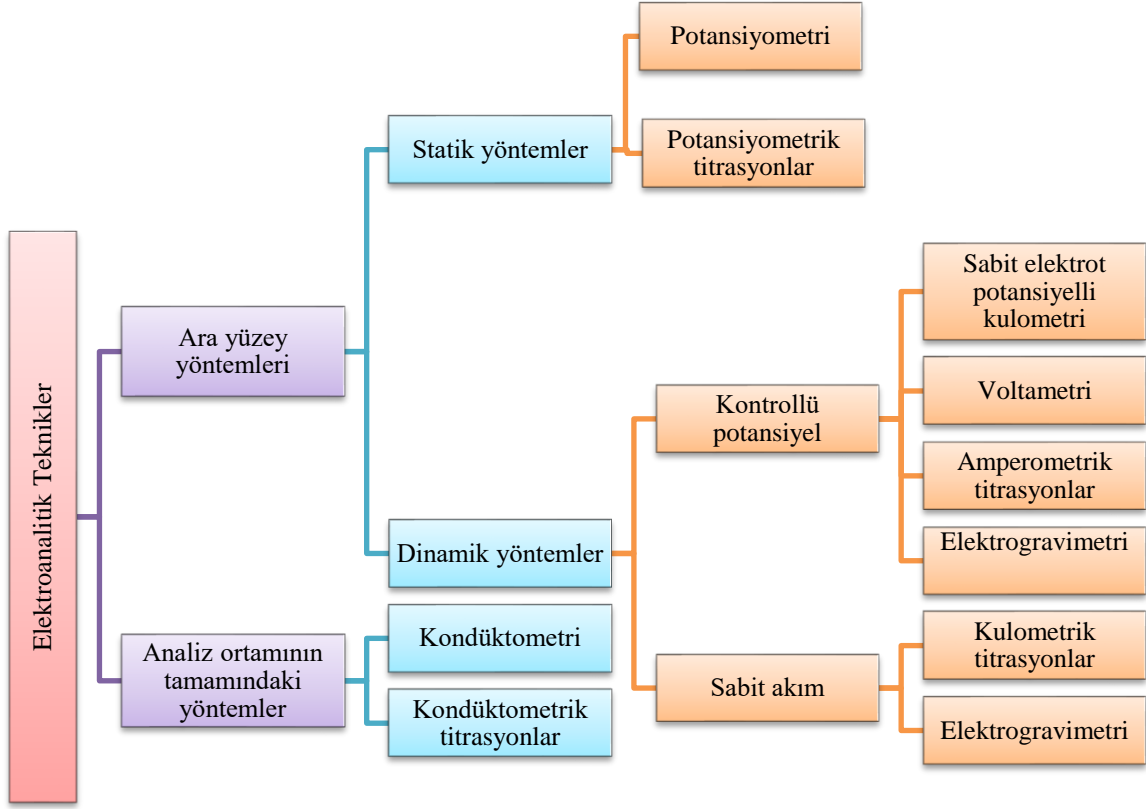 Elektroanalitik Teknikler
Ara yüzey
yöntemleri
Statik yöntemler
Potansiyometri
Potansiyometrik
titrasyonlar
Dinamik yöntemler
Kontrollü
potansiyel
Sabit elektrot
potansiyelli
kulometri
Voltametri
Amperometrik
titrasyonlar
Elektrogravimetri
Sabit akım
Kulometrik
titrasyonlar
Elektrogravimetri
Analiz ortamının
tamamındaki
yöntemler
Kondüktometri
Kondüktometrik
titrasyonlar